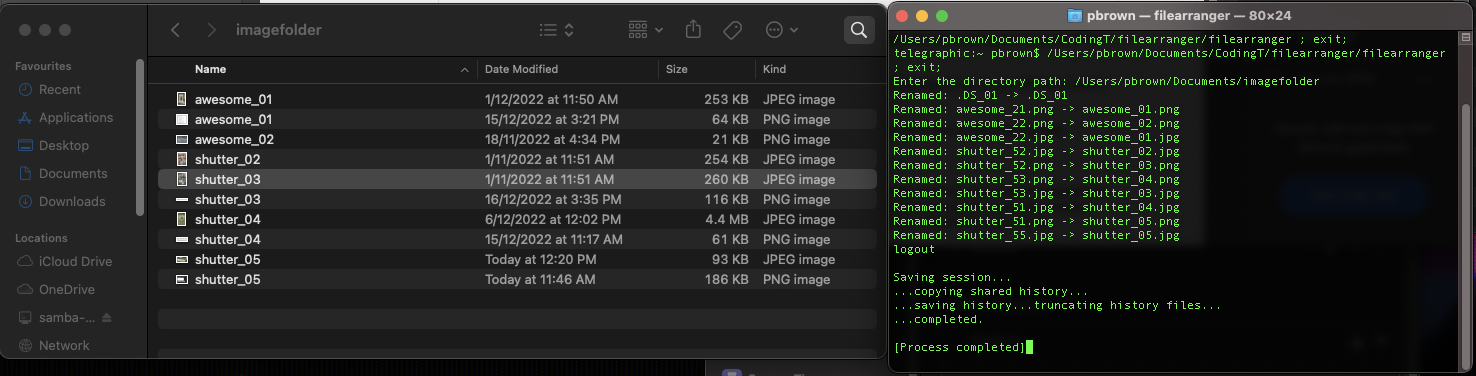 imagefolder
Favourites
Recent
Applications
Desktop
Documents
Downloads
Locations
iCloud Drive
OneDrive
samba-...
Network
Name Date Modified Size Kind
awesome_01 1/12/2022 at 11:50 AM 253 KB JPEG image
awesome_01 15/12/2022 at 3:21 PM 64 KB PNG image
awesome_02 18/11/2022 at 4:34 PM 21 KB PNG image
shutter_02 1/11/2022 at 11:51 AM 254 KB JPEG image
shutter_03 1/11/2022 at 11:51 AM 260 KB JPEG image
shutter_03 16/12/2022 at 3:35 PM 116 KB PNG image
shutter_04 6/12/2022 at 12:02 PM 4.4 MB JPEG image
shutter_04 15/12/2022 at 11:17 AM 61 KB PNG image
shutter_05 Today at 12:20 PM 93 KB JPEG image
shutter_05 Today at 11:46 AM 186 KB PNG image
pbrown — filearranger — 80×24
/Users/pbrown/Documents/CodingT/filearranger/filearranger ; exit;
telegraphic:~ pbrown$ /Users/pbrown/Documents/CodingT/filearranger/filearranger
; exit;
Enter the directory path: /Users/pbrown/Documents/imagefolder
Renamed: .DS_01 -> .DS_01
Renamed: awesome_21.png -> awesome_01.png
Renamed: awesome_22.png -> awesome_02.png
Renamed: awesome_22.jpg -> awesome_01.jpg
Renamed: shutter_52.jpg -> shutter_02.jpg
Renamed: shutter_52.png -> shutter_03.png
Renamed: shutter_53.png -> shutter_04.png
Renamed: shutter_53.jpg -> shutter_03.jpg
Renamed: shutter_51.jpg -> shutter_04.jpg
Renamed: shutter_51.png -> shutter_05.png
Renamed: shutter_55.jpg -> shutter_05.jpg
logout
Saving session...
...copying shared history...
...saving history...truncating history files...
...completed.
[Process completed]